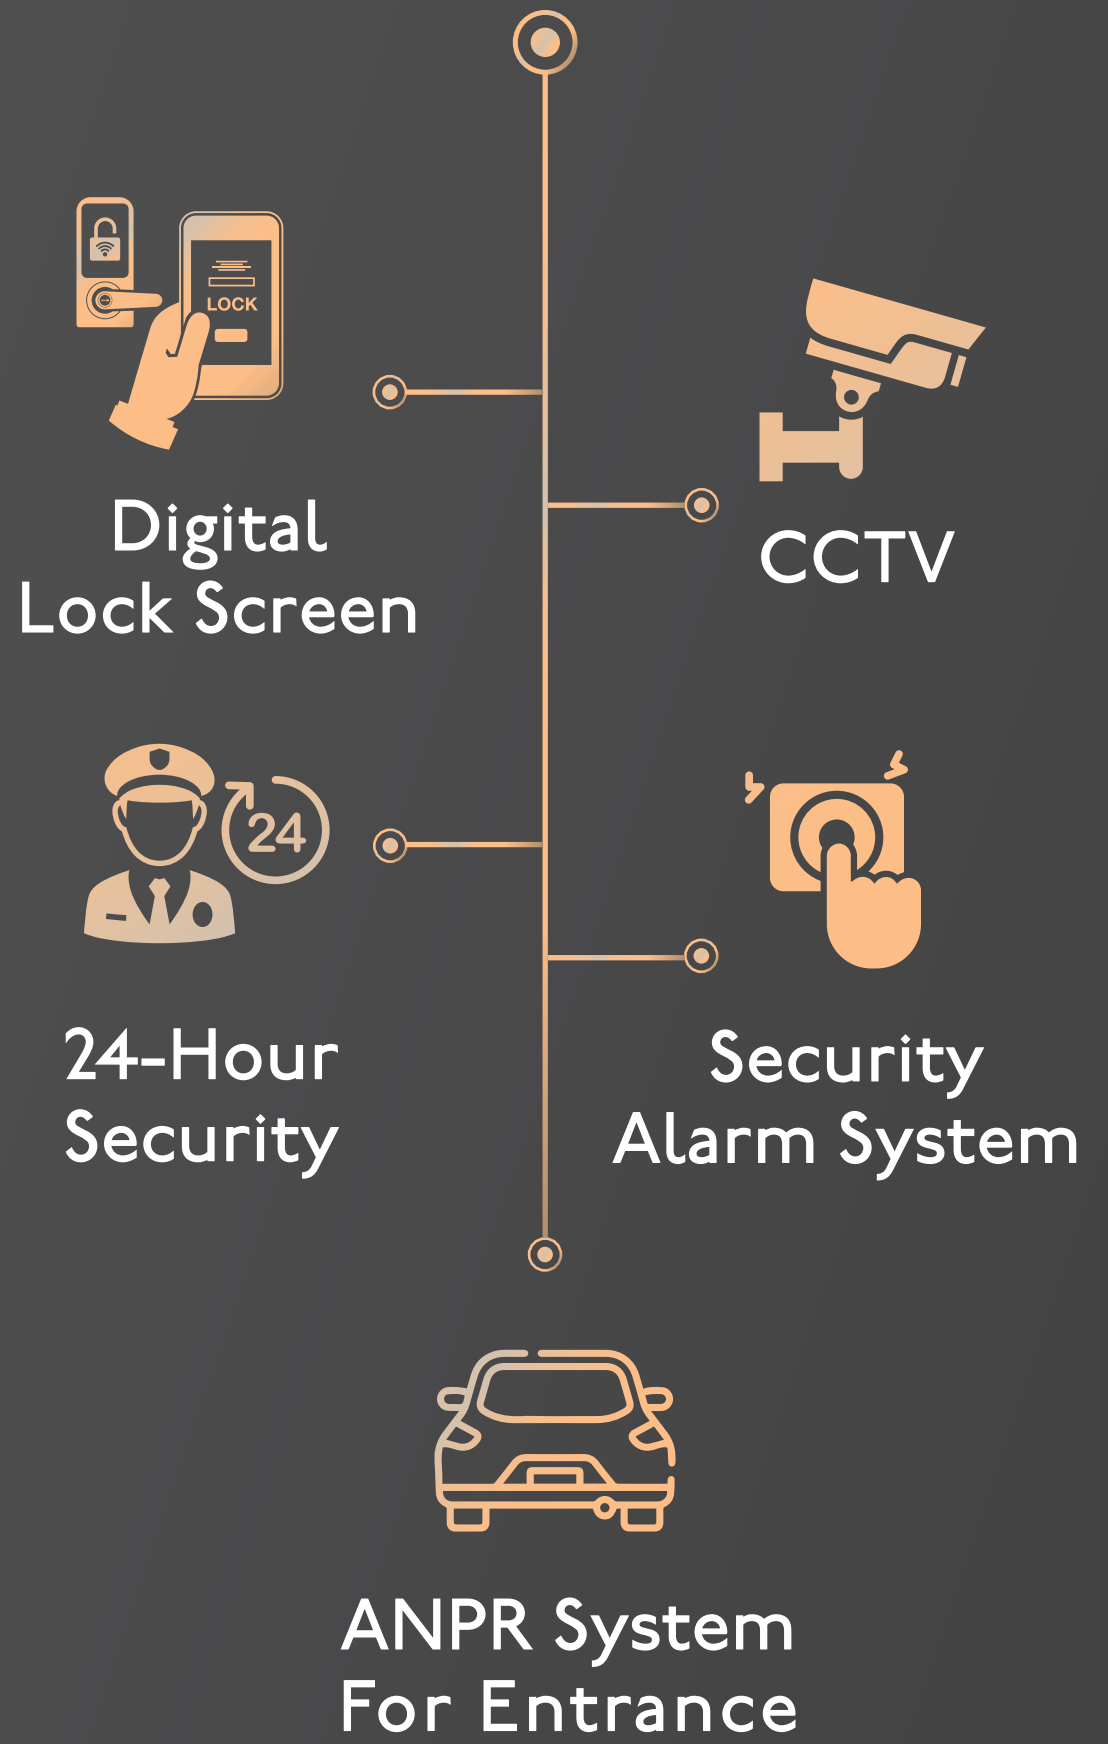 LOCK
Digital
Lock Screen
CCTV
24
24-Hour
Security
Security
Alarm System
ANPR System
For Entrance